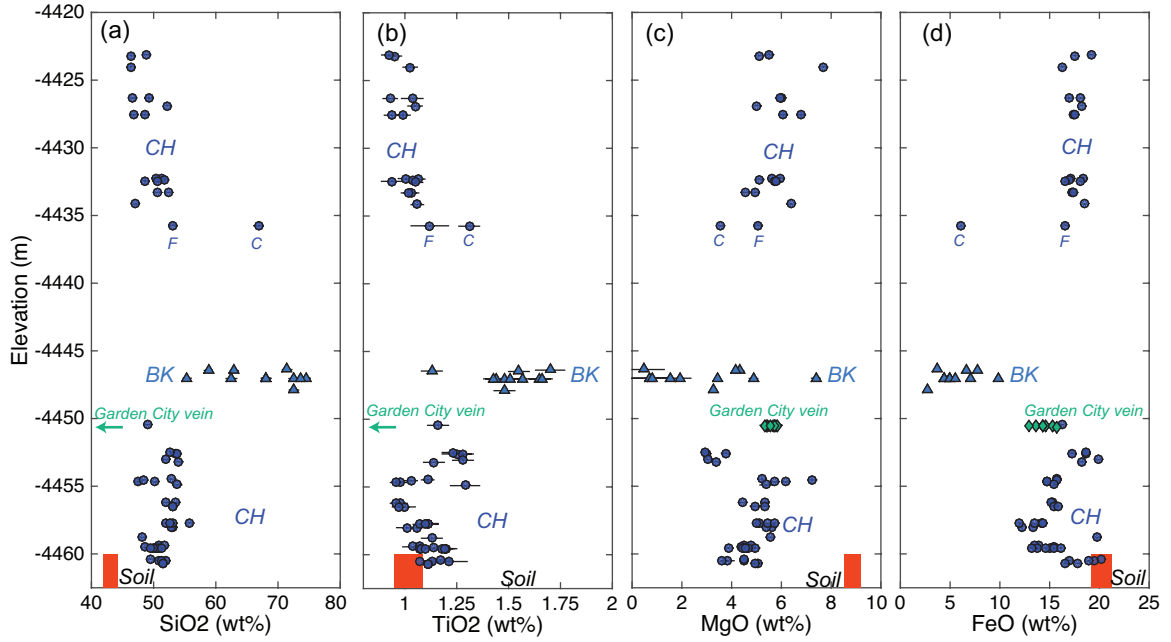 (a)
(b)
(c)
(d)
Elevation (m)
-4420
-4425
-4430
-4435
-4440
-4445
-4450
-4455
-4460
CH
F
C
BK
Garden City vein
CH
Soil
40 50 60 70 80 90
SiO2 (wt%)
CH
F
C
BK
Garden City vein
CH
Soil
1 1.25 1.5 1.75 2
TiO2 (wt%)
CH
C
F
BK
Garden City vein
CH
Soil
0 2 4 6 8 10
MgO (wt%)
CH
C
F
BK
Garden City vein
CH
Soil
0 5 10 15 20 25
FeO (wt%)